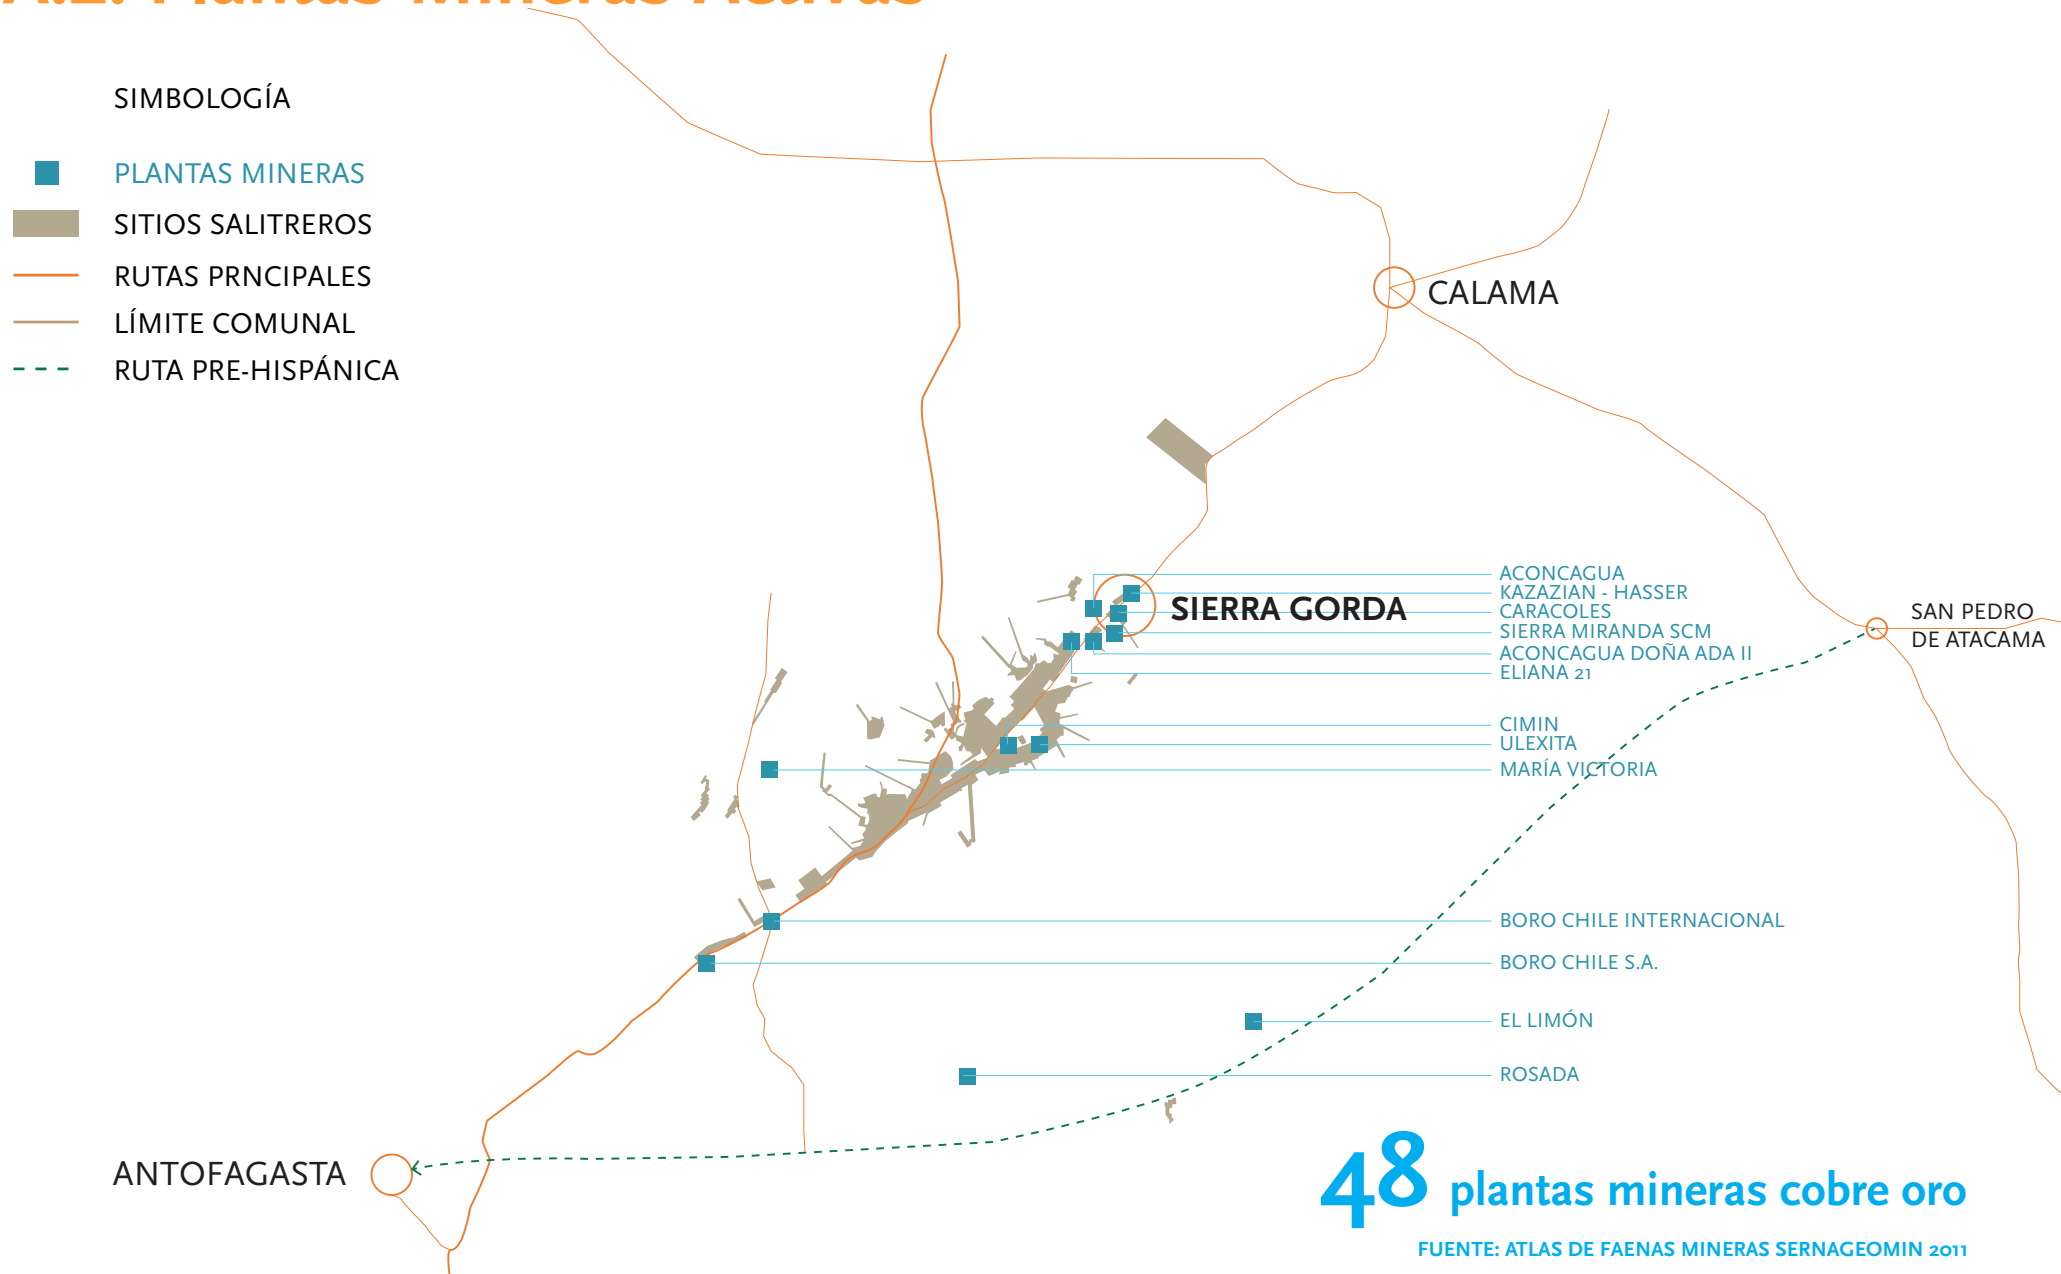 Plantas Mineras Activas
SIMBOLOGÍA
PLANTAS MINERAS
SITIOS SALITREROS
RUTAS PRNCIPALES
LÍMITE COMUNAL
RUTA PRE-HISPÁNICA
CALAMA
ACONCAGUA
KAZAZIAN - HASSER
CARACOLES
SIERRA GORDA
SIERRA MIRANDA SCM
ACONCAGUA DOÑA ADA II
ELIANA 21
SAN PEDRO
DE ATACAMA
CIMIN
ULEXITA
MARÍA VICTORIA
BORO CHILE INTERNACIONAL
BORO CHILE S.A.
EL LIMÓN
ROSADA
ANTOFAGASTA
48 plantas mineras cobre oro
FUENTE: ATLAS DE FAENAS MINERAS SERNAGEOMIN 2011